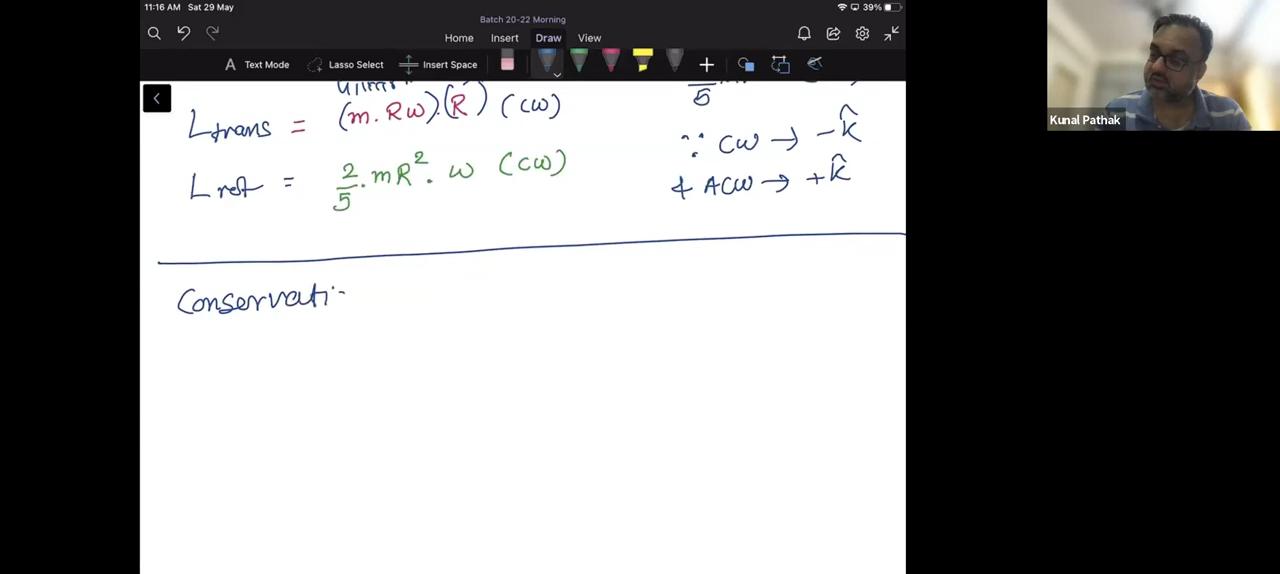 11:16 AM Sat 29 May
39%
Batch 20-22 Morning
Home Insert Draw View
A Text Mode Lasso Select Insert Space
Ltrans = (m.Rω).(R) (cω)
Lrot = 2/5 . mR². ω (cω)
5
∵ Cω → -k̂
& ACω → +k̂
Conservati
Kunal Pathak